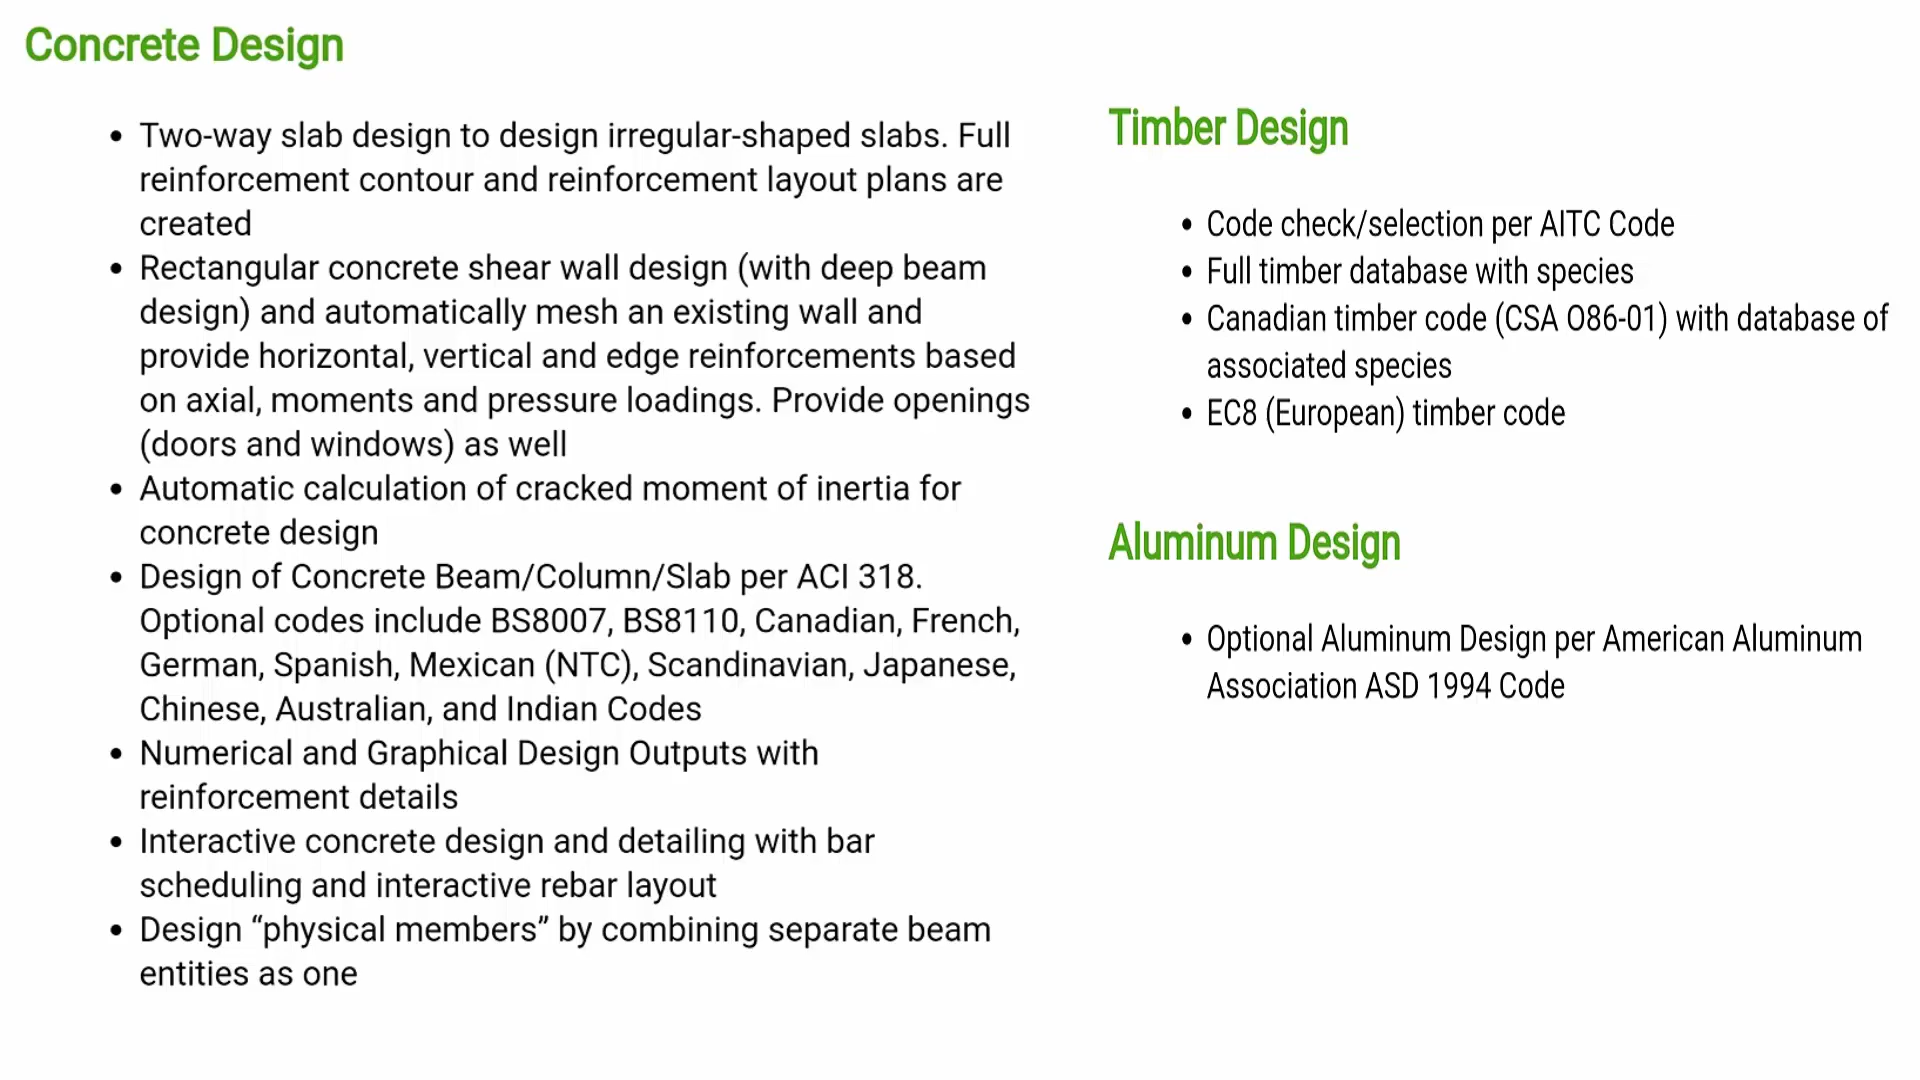 Concrete Design
• Two-way slab design to design irregular-shaped slabs. Full
reinforcement contour and reinforcement layout plans are
created
• Rectangular concrete shear wall design (with deep beam
design) and automatically mesh an existing wall and
provide horizontal, vertical and edge reinforcements based
on axial, moments and pressure loadings. Provide openings
(doors and windows) as well
• Automatic calculation of cracked moment of inertia for
concrete design
• Design of Concrete Beam/Column/Slab per ACI 318.
Optional codes include BS8007, BS8110, Canadian, French,
German, Spanish, Mexican (NTC), Scandinavian, Japanese,
Chinese, Australian, and Indian Codes
• Numerical and Graphical Design Outputs with
reinforcement details
• Interactive concrete design and detailing with bar
scheduling and interactive rebar layout
• Design “physical members” by combining separate beam
entities as one
Timber Design
• Code check/selection per AITC Code
• Full timber database with species
• Canadian timber code (CSA O86-01) with database of
associated species
• EC8 (European) timber code
Aluminum Design
• Optional Aluminum Design per American Aluminum
Association ASD 1994 Code